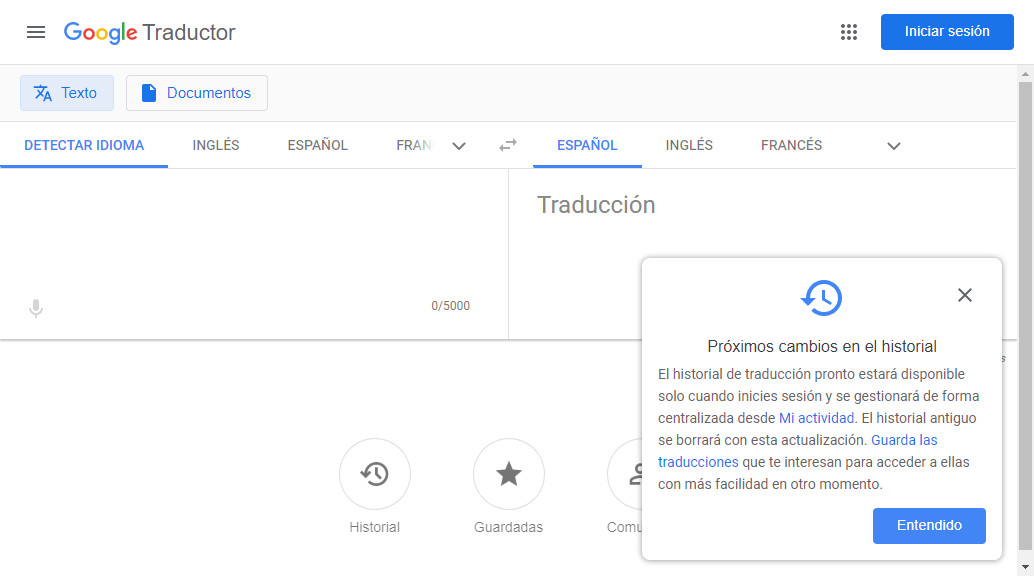 Google Traductor
Iniciar sesión
Texto
Documentos
DETECTAR IDIOMA
INGLÉS
ESPAÑOL
FRAN
ESPAÑOL
INGLÉS
FRANCÉS
Traducción
0/5000
Próximos cambios en el historial
El historial de traducción pronto estará disponible
solo cuando inicies sesión y se gestionará de forma
centralizada desde Mi actividad. El historial antiguo
se borrará con esta actualización. Guarda las
traducciones que te interesan para acceder a ellas
con más facilidad en otro momento.
Entendido
Historial
Guardadas
Comu